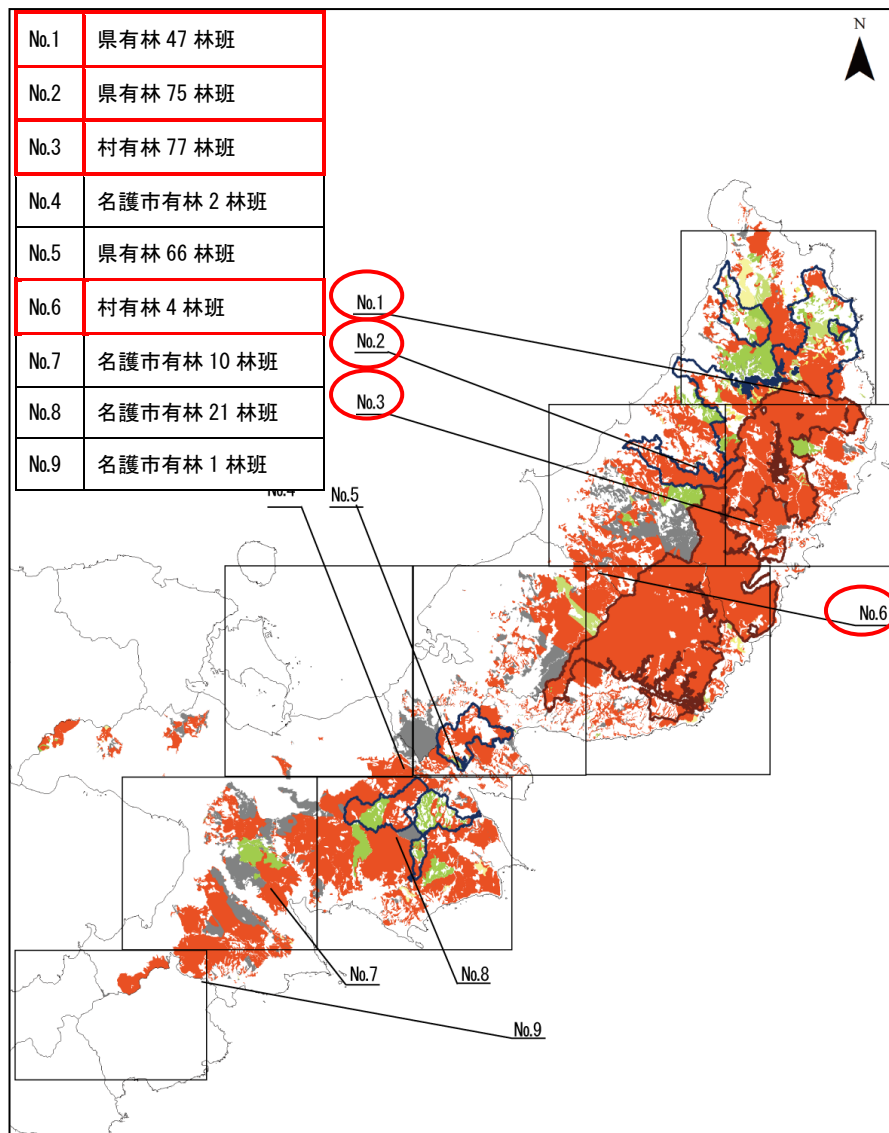 No.1 県有林 47 林班
No.2 県有林 75 林班
No.3 村有林 77 林班
No.4 名護市有林 2 林班
No.5 県有林 66 林班
No.6 村有林 4 林班
No.7 名護市有林 10 林班
No.8 名護市有林 21 林班
No.9 名護市有林 1 林班
N
No.1
No.2
No.3
No.4
No.5
No.6
No.7
No.8
No.9